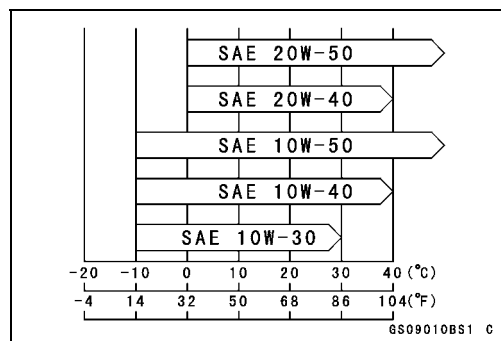 SAE 20W-50
SAE 20W-40
SAE 10W-50
SAE 10W-40
SAE 10W-30
-20 -10 0 10 20 30 40 (°C)
-4 14 32 50 68 86 104 (°F)
GS09010BS1 C